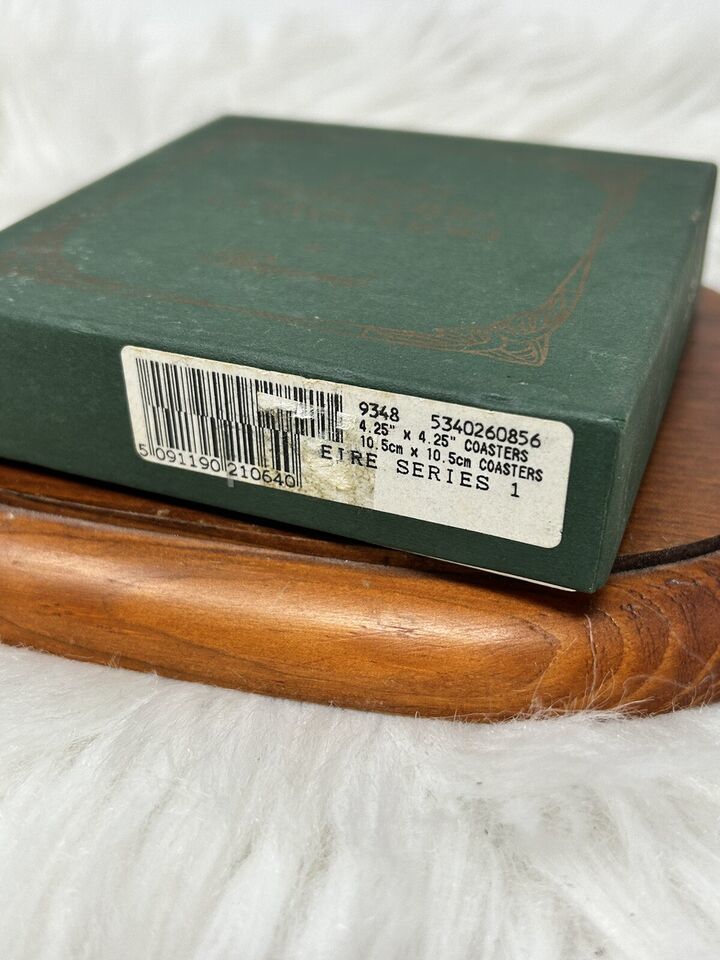 9348 5340260856
4.25" x 4.25" COASTERS
10.5cm x 10.5cm COASTERS
EIRE SERIES 1
5 091190 210640